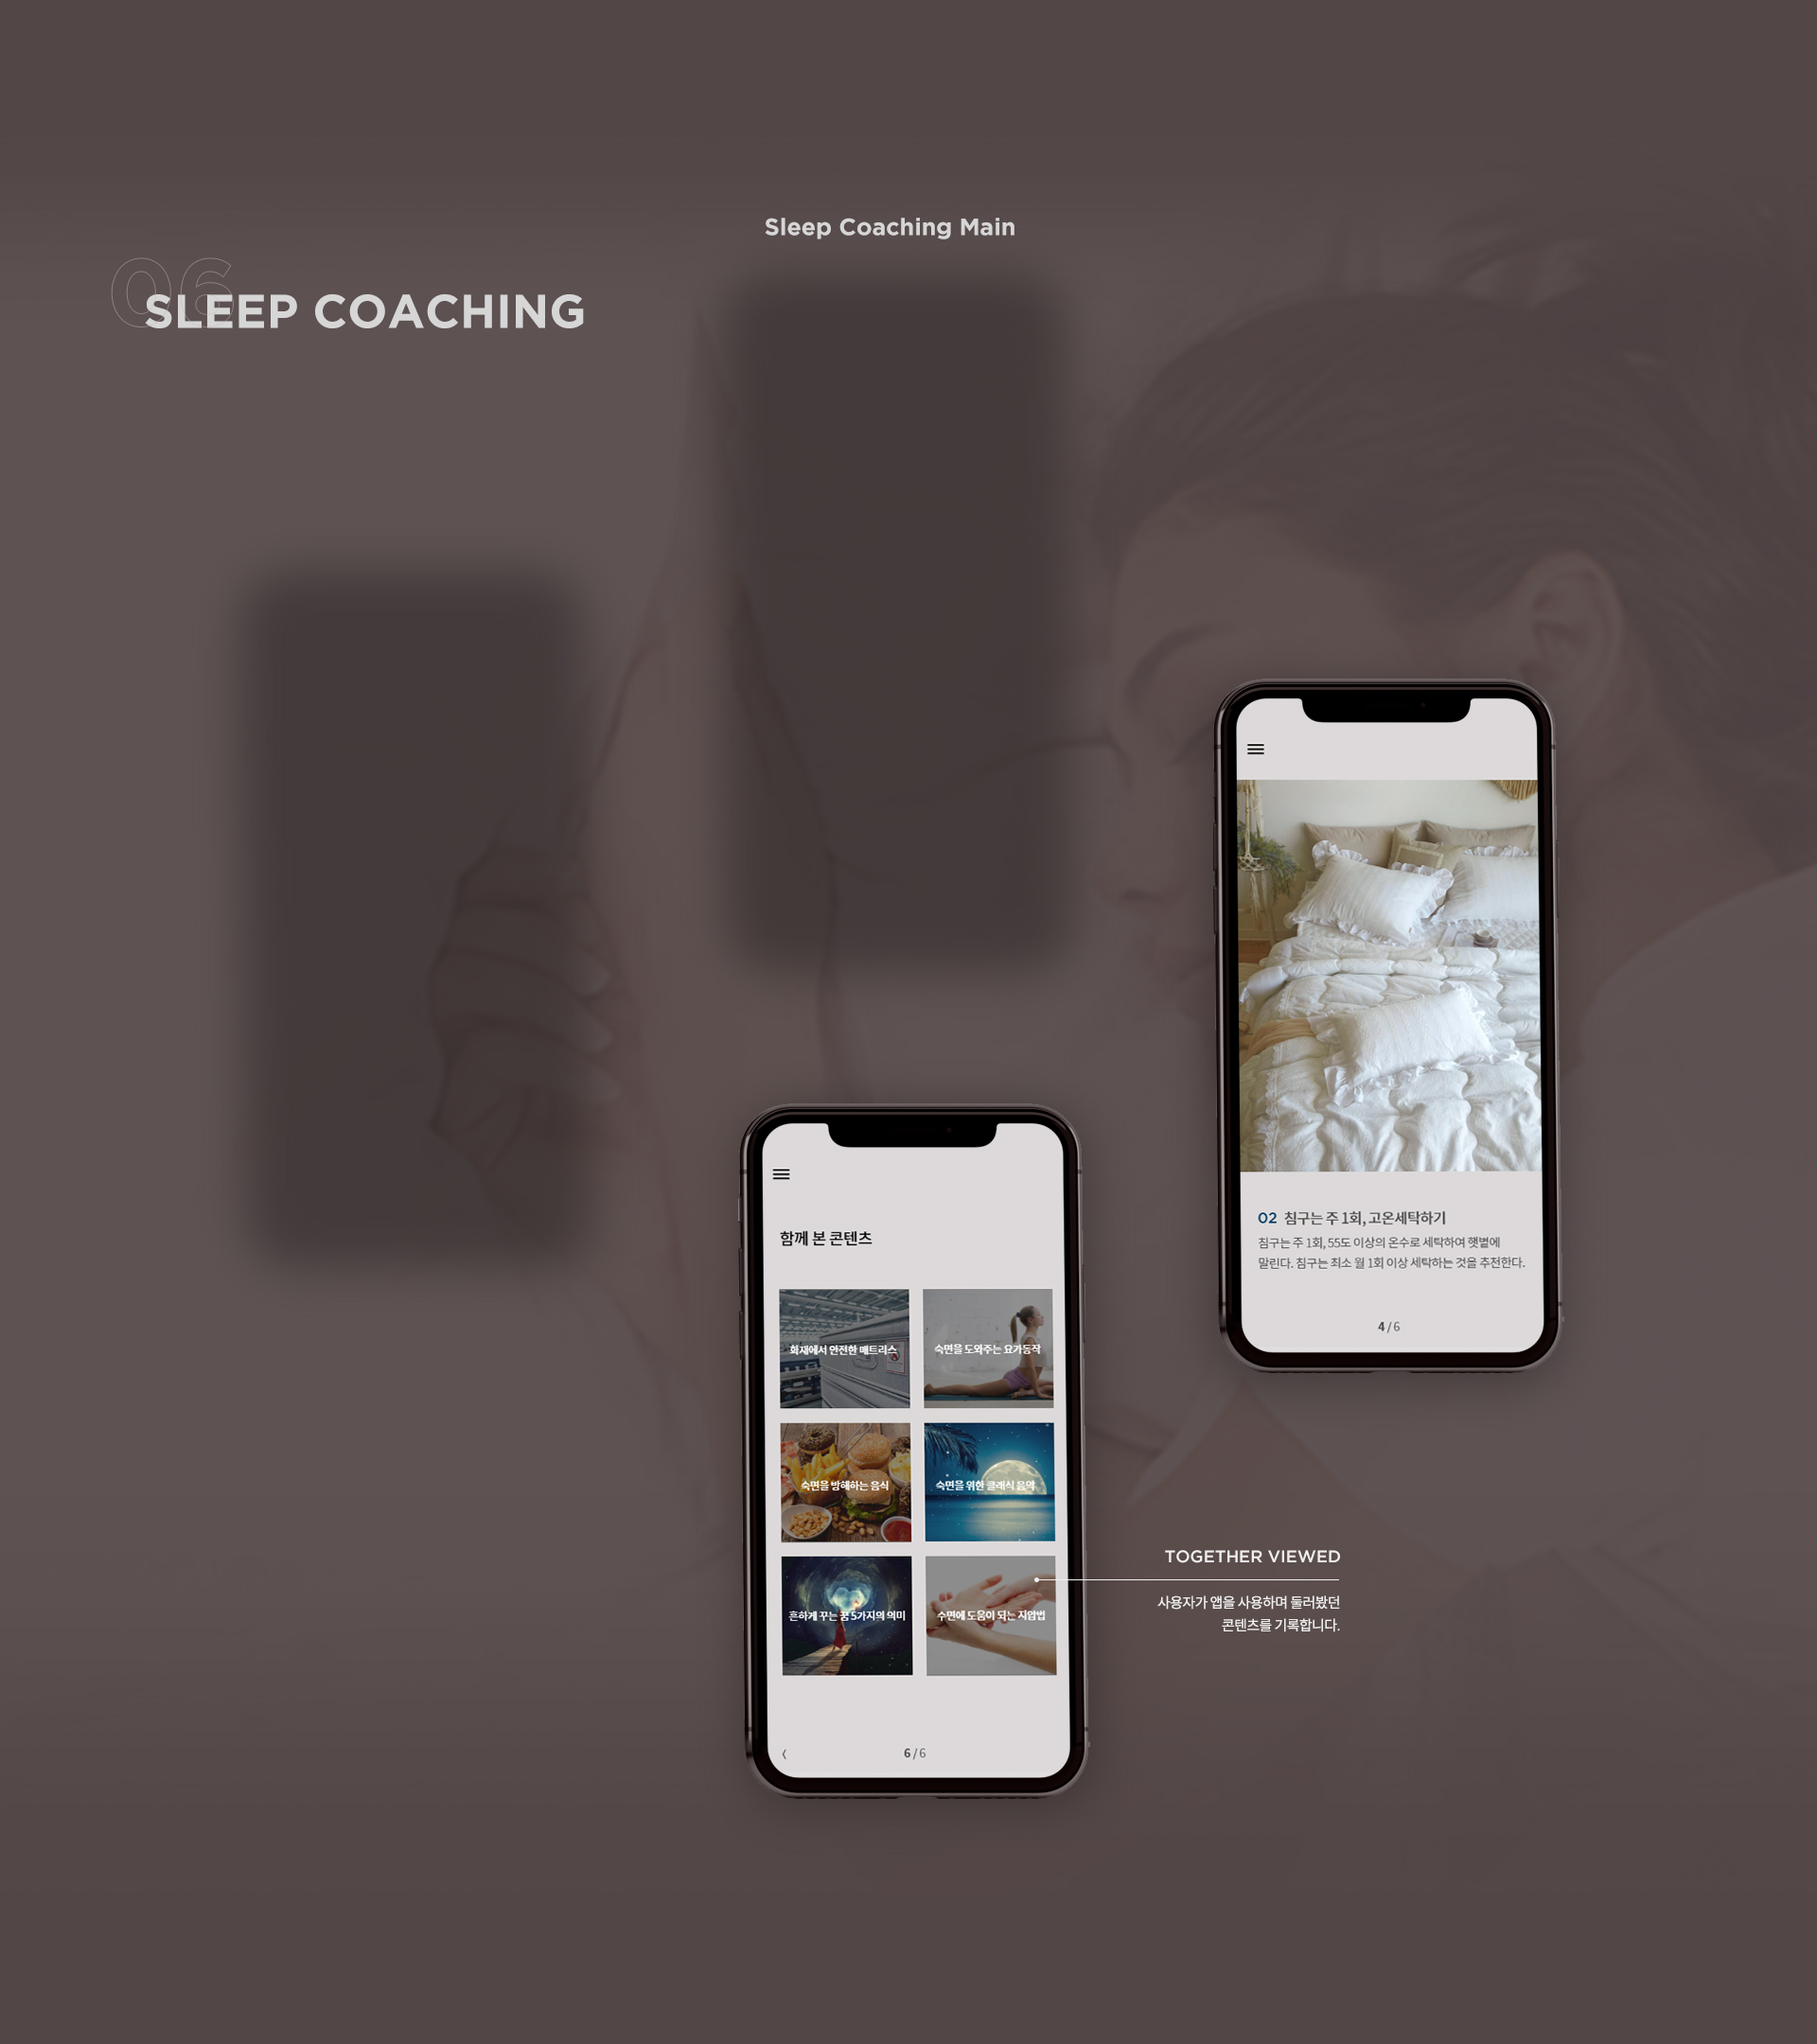 Sleep Coaching Main
06
SLEEP COACHING
02 침구는 주 1회, 고온세탁하기
침구는 주 1회, 55도 이상의 온수로 세탁하여 햇볕에
말린다. 침구는 최소 월 1회 이상 세탁하는 것을 추천한다.
4 / 6
함께 본 콘텐츠
화재에서 안전한 매트리스
숙면을 도와주는 요가동작
숙면을 방해하는 음식
숙면을 위한 클래식 음악
흔하게 꾸는 꿈 5가지의 의미
수면에 도움이 되는 지압법
6 / 6
TOGETHER VIEWED
사용자가 앱을 사용하며 둘러봤던
콘텐츠를 기록합니다.